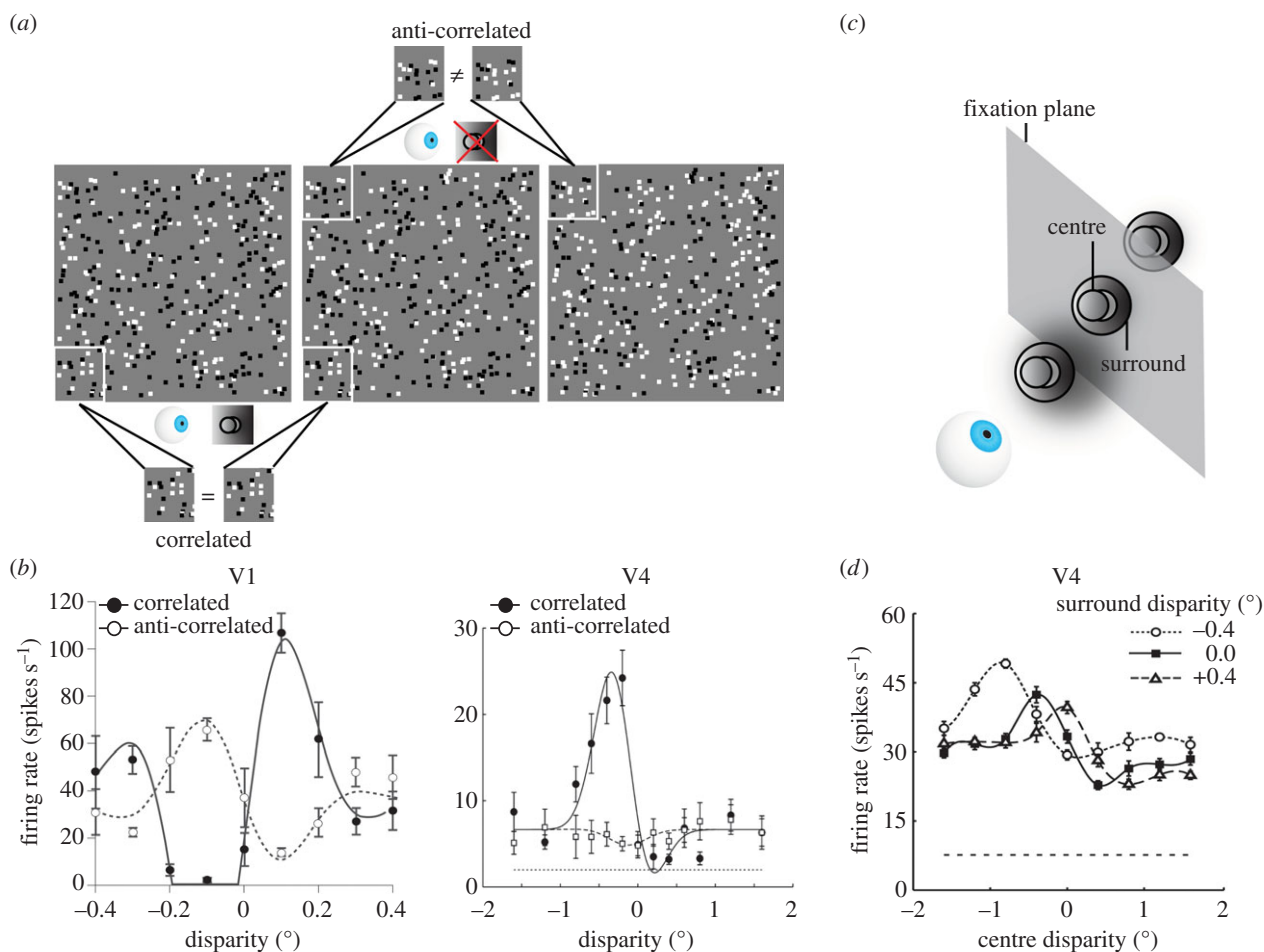 (a)
anti-correlated
≠
=
correlated
(c)
fixation plane
centre
surround
(b)
V1
correlated
anti-correlated
firing rate (spikes s⁻¹)
120
100
80
60
40
20
0
−0.4
−0.2
0
0.2
0.4
disparity (°)
V4
correlated
anti-correlated
30
20
10
0
−2
−1
0
1
2
disparity (°)
(d)
V4
surround disparity (°)
−0.4
0.0
+0.4
firing rate (spikes s⁻¹)
60
45
30
15
0
−2
−1
0
1
2
centre disparity (°)